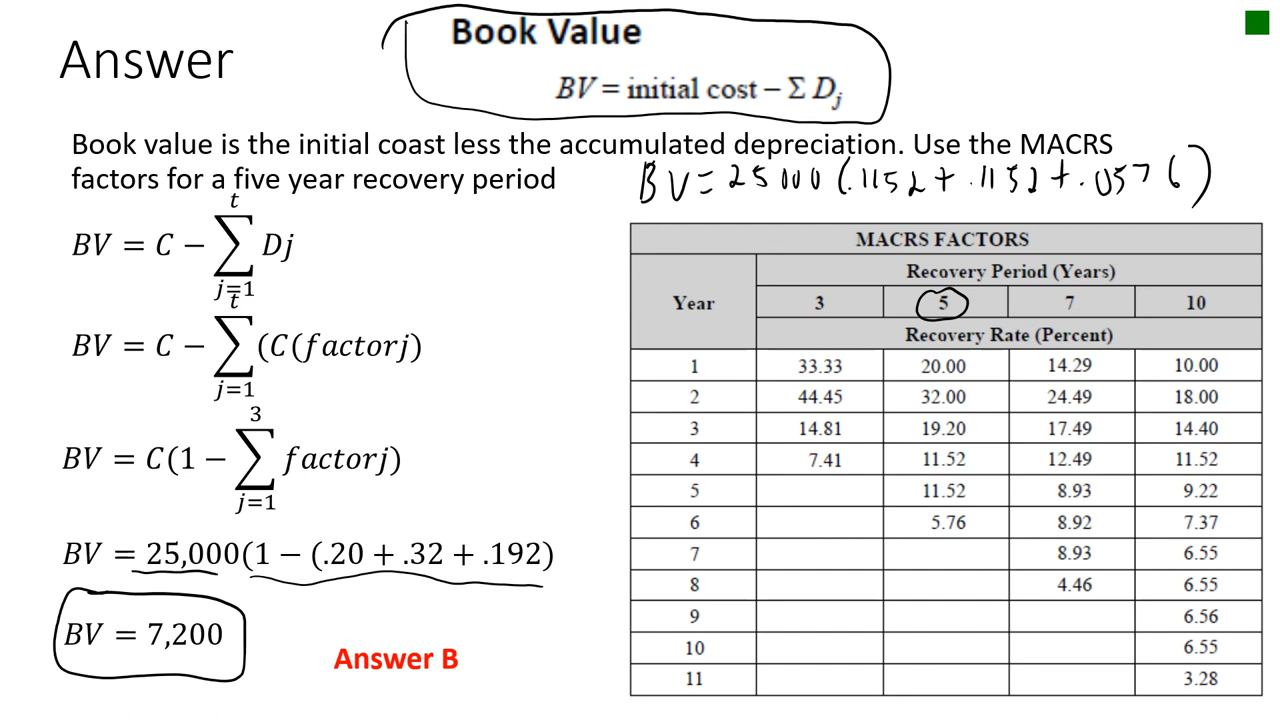 Answer
Book Value
BV = initial cost – Σ Dj
Book value is the initial coast less the accumulated depreciation. Use the MACRS
factors for a five year recovery period
BV = 25000 (.1152 + .1152 + .0576)
BV = C − ∑ Dj
t
j=1
BV = C − ∑ (C(factorj)
t
j=1
BV = C(1 − ∑ factorj)
3
j=1
BV = 25,000(1 − (.20 + .32 + .192)
BV = 7,200
Answer B
MACRS FACTORS
Year
Recovery Period (Years)
3 5 7 10
Recovery Rate (Percent)
1 33.33 20.00 14.29 10.00
2 44.45 32.00 24.49 18.00
3 14.81 19.20 17.49 14.40
4 7.41 11.52 12.49 11.52
5 11.52 8.93 9.22
6 5.76 8.92 7.37
7 8.93 6.55
8 4.46 6.55
9 6.56
10 6.55
11 3.28